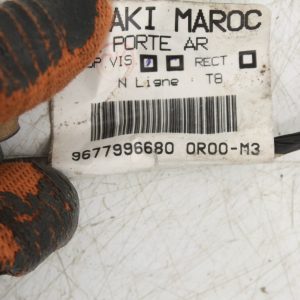 AKI MAROC
PORTE AR
VIS RECT
N Ligne T8
9677996680 0R00-M3